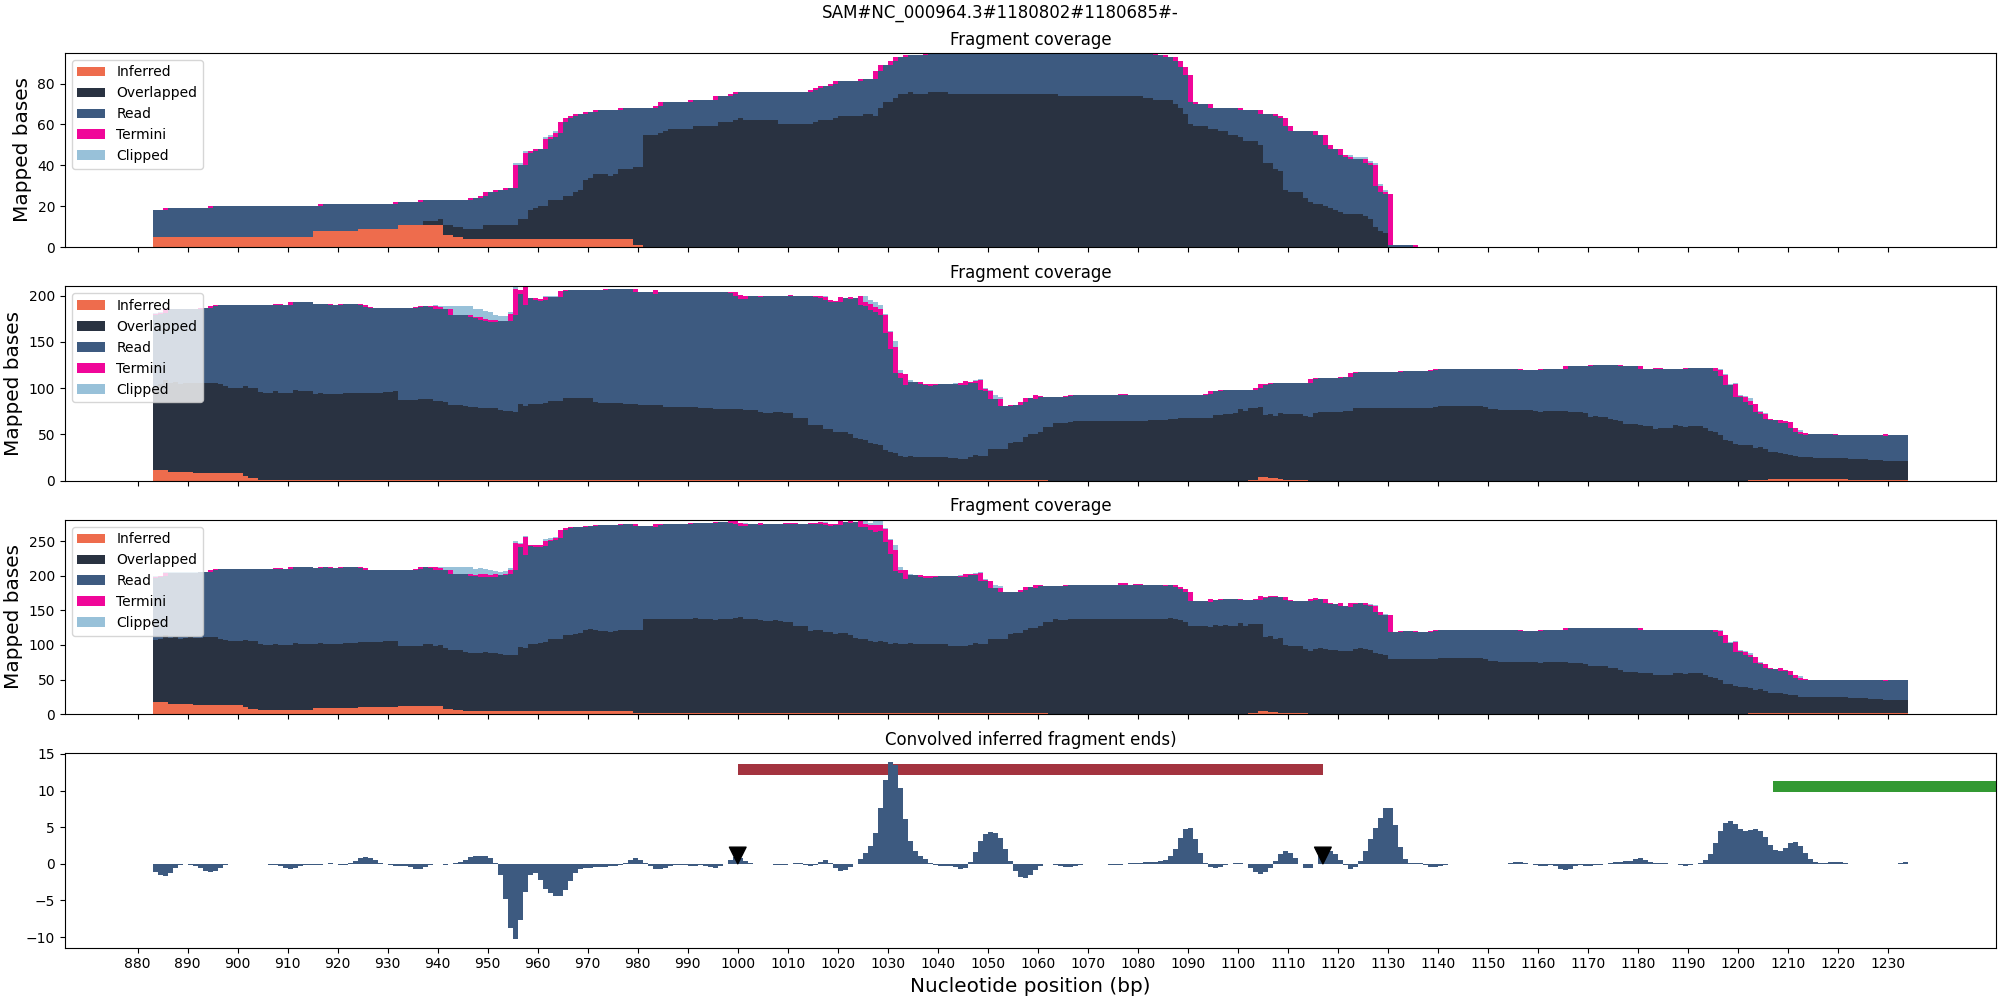 SAM#NC_000964.3#1180802#1180685#-
Fragment coverage
Mapped bases
80
60
40
20
0
Inferred
Overlapped
Read
Termini
Clipped
Fragment coverage
Mapped bases
200
150
100
50
0
Inferred
Overlapped
Read
Termini
Clipped
Fragment coverage
Mapped bases
250
200
150
100
50
0
Inferred
Overlapped
Read
Termini
Clipped
Convolved inferred fragment ends)
15
10
5
0
−5
−10
880 890 900 910 920 930 940 950 960 970 980 990 1000 1010 1020 1030 1040 1050 1060 1070 1080 1090 1100 1110 1120 1130 1140 1150 1160 1170 1180 1190 1200 1210 1220 1230
Nucleotide position (bp)